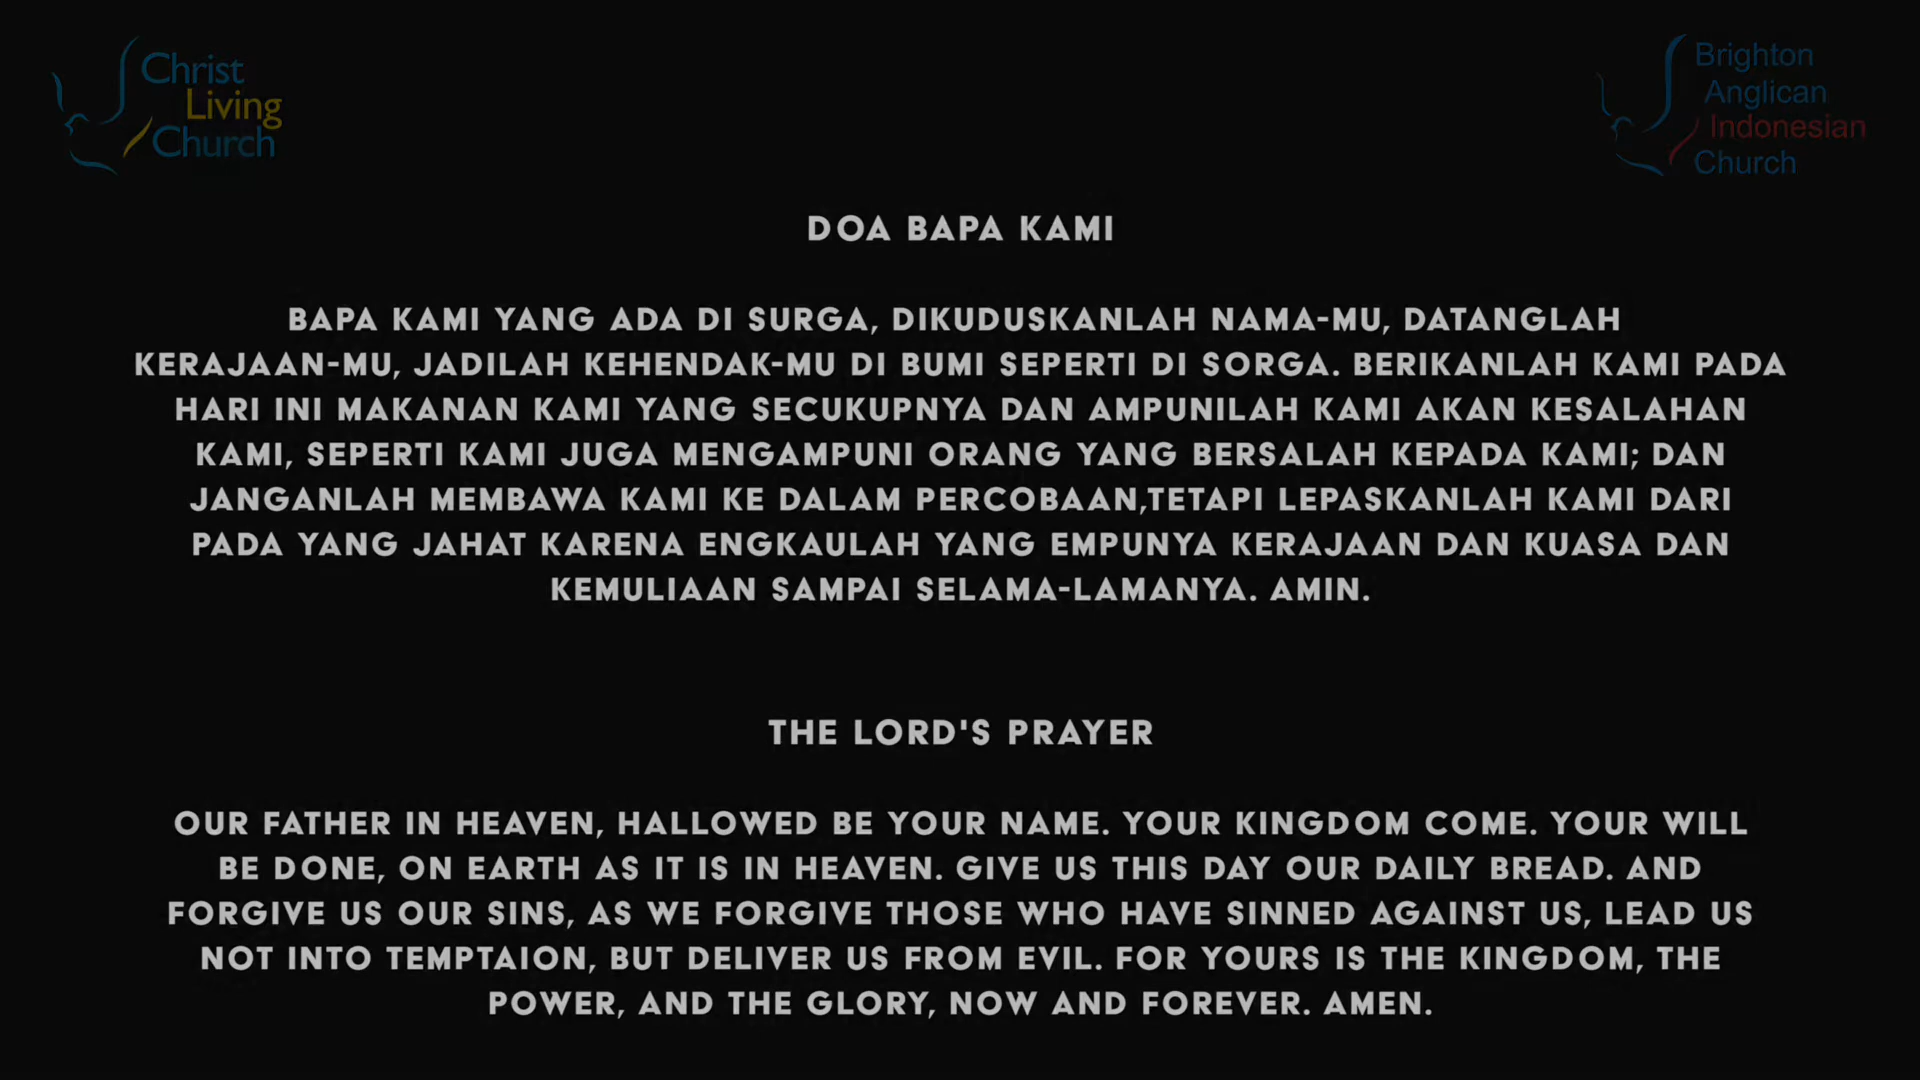 Christ
Living
Church
Brighton
Anglican
Indonesian
Church
DOA BAPA KAMI
BAPA KAMI YANG ADA DI SURGA, DIKUDUSKANLAH NAMA-MU, DATANGLAH
KERAJAAN-MU, JADILAH KEHENDAK-MU DI BUMI SEPERTI DI SORGA. BERIKANLAH KAMI PADA
HARI INI MAKANAN KAMI YANG SECUKUPNYA DAN AMPUNILAH KAMI AKAN KESALAHAN
KAMI, SEPERTI KAMI JUGA MENGAMPUNI ORANG YANG BERSALAH KEPADA KAMI; DAN
JANGANLAH MEMBAWA KAMI KE DALAM PERCOBAAN,TETAPI LEPASKANLAH KAMI DARI
PADA YANG JAHAT KARENA ENGKAULAH YANG EMPUNYA KERAJAAN DAN KUASA DAN
KEMULIAAN SAMPAI SELAMA-LAMANYA. AMIN.
THE LORD'S PRAYER
OUR FATHER IN HEAVEN, HALLOWED BE YOUR NAME. YOUR KINGDOM COME. YOUR WILL
BE DONE, ON EARTH AS IT IS IN HEAVEN. GIVE US THIS DAY OUR DAILY BREAD. AND
FORGIVE US OUR SINS, AS WE FORGIVE THOSE WHO HAVE SINNED AGAINST US, LEAD US
NOT INTO TEMPTAION, BUT DELIVER US FROM EVIL. FOR YOURS IS THE KINGDOM, THE
POWER, AND THE GLORY, NOW AND FOREVER. AMEN.